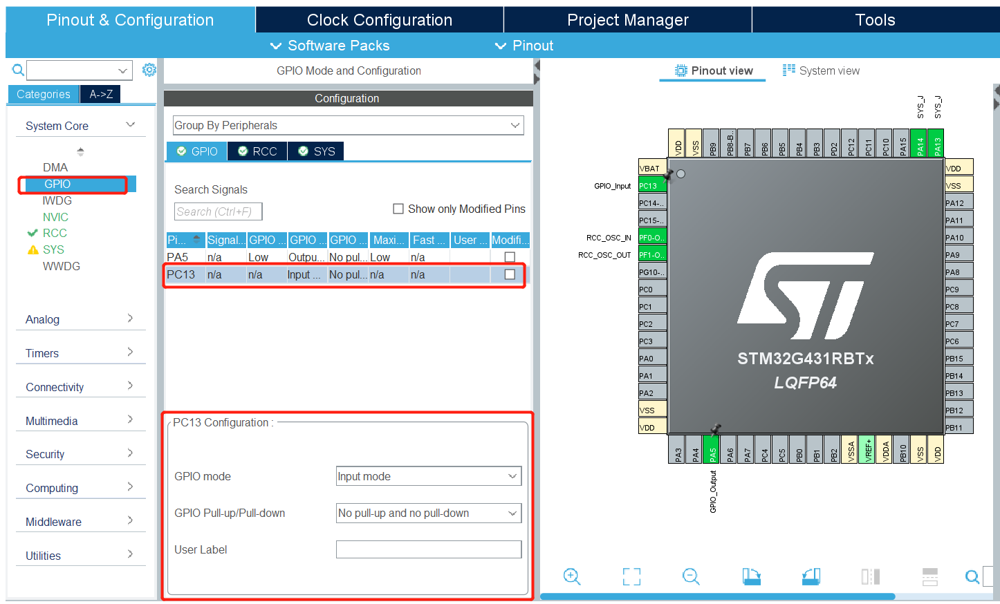 Pinout & Configuration
Clock Configuration
Project Manager
Tools
Software Packs
Pinout
Categories
A->Z
System Core
DMA
GPIO
IWDG
NVIC
RCC
SYS
WWDG
Analog
Timers
Connectivity
Multimedia
Security
Computing
Middleware
Utilities
GPIO Mode and Configuration
Configuration
Group By Peripherals
GPIO
RCC
SYS
Search Signals
Search (Ctrl+F)
Show only Modified Pins
Pi... Signal... GPIO ... GPIO ... GPIO ... Maxi... Fast ... User ... Modifi...
PA5 n/a Low Outpu... No pul... Low n/a
PC13 n/a n/a Input ... No pul... n/a n/a
PC13 Configuration :
GPIO mode
Input mode
GPIO Pull-up/Pull-down
No pull-up and no pull-down
User Label
Pinout view
System view
SYS_J
SYS_J
VDD
VSS
PB9
PB8-B..
PB7
PB6
PB5
PB4
PB3
PD2
PC12
PC11
PC10
PA15
PA14
PA13
VBAT
GPIO_Input
PC13
PC14-..
PC15-..
RCC_OSC_IN
PF0-O..
RCC_OSC_OUT
PF1-O..
PG10-..
PC0
PC1
PC2
PC3
PA0
PA1
PA2
VSS
VDD
STM32G431RBTx
LQFP64
VDD
VSS
PA12
PA11
PA10
PA9
PA8
PC9
PC8
PC7
PC6
PB15
PB14
PB13
PB12
PB11
PA3
PA4
PA5
PA6
PA7
PC4
PC5
PB0
PB1
PB2
VSSA
VREF+
VDDA
PB10
VSS
VDD
GPIO_Output